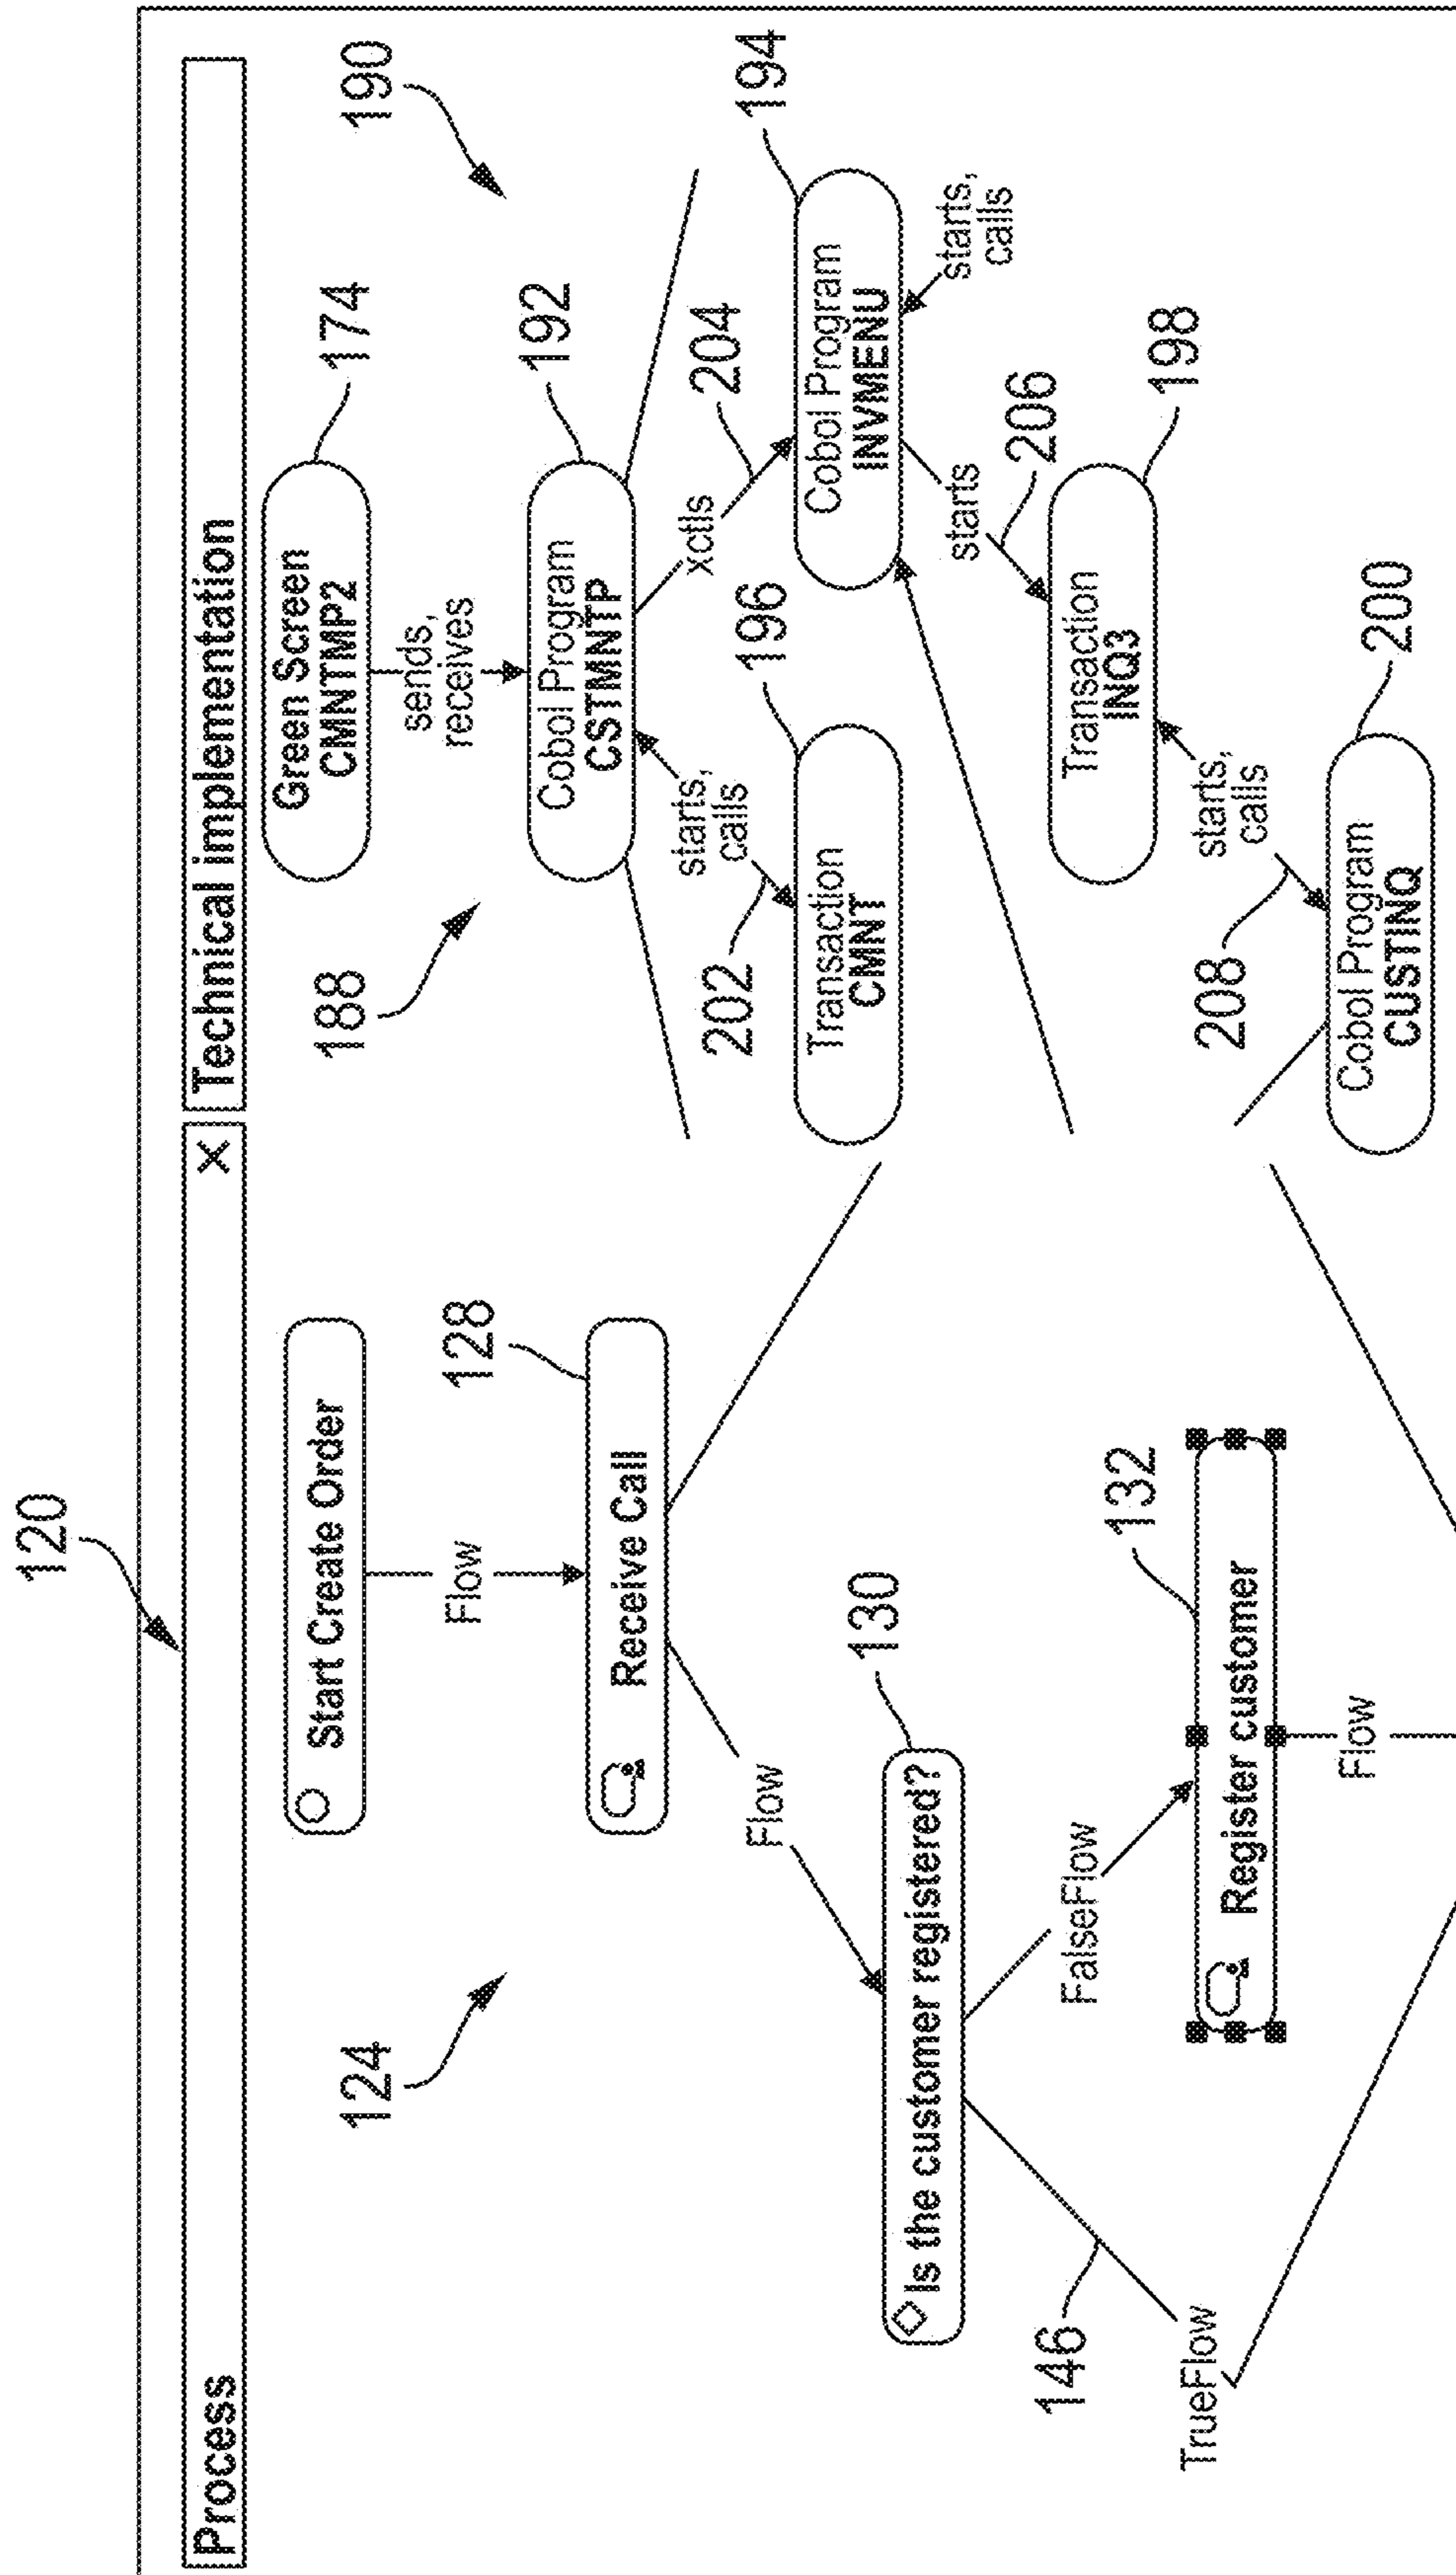 120
Process
X
Technical implementation
124
188
190
Start Create Order
Flow
128
Receive Call
Flow
130
Is the customer registered?
146
TrueFlow
FalseFlow
132
Register customer
Flow
Green Screen
CMNTMP2
174
sends,
receives
Cobol Program
CSTMNTP
192
starts,
calls
202
xctls
204
Transaction
CMNT
196
Cobol Program
INVMENU
194
starts,
calls
starts
206
Transaction
INQ3
198
starts,
calls
208
Cobol Program
CUSTINQ
200